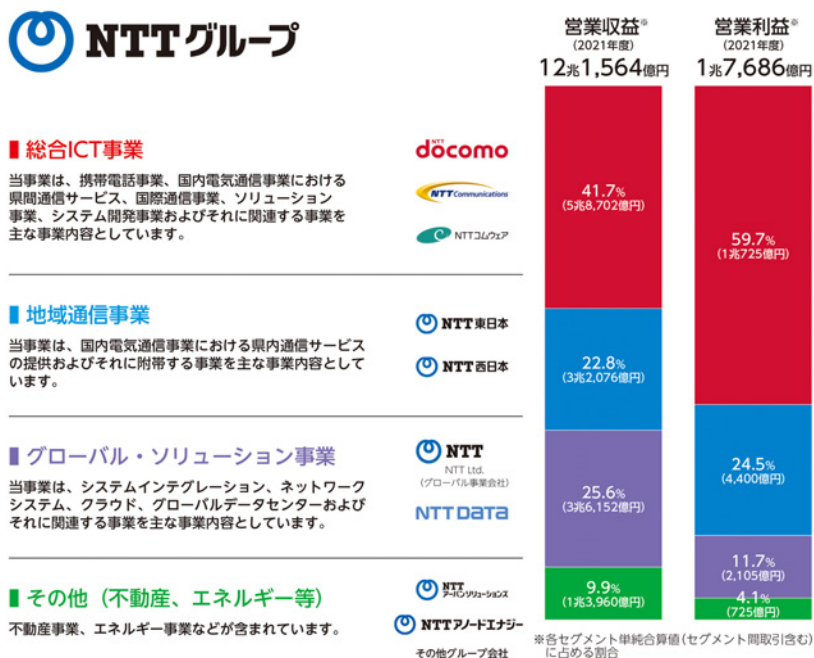 NTTグループ
営業収益※
(2021年度)
12兆1,564億円
営業利益※
(2021年度)
1兆7,686億円
総合ICT事業
当事業は、携帯電話事業、国内電気通信事業における
県間通信サービス、国際通信事業、ソリューション
事業、システム開発事業およびそれに関連する事業を
主な事業内容としています。
NTT
docomo
NTT Communications
NTTコムウェア
41.7%
(5兆8,702億円)
59.7%
(1兆725億円)
地域通信事業
当事業は、国内電気通信事業における県内通信サービス
の提供およびそれに附帯する事業を主な事業内容として
います。
NTT東日本
NTT西日本
22.8%
(3兆2,076億円)
24.5%
(4,400億円)
グローバル・ソリューション事業
当事業は、システムインテグレーション、ネットワーク
システム、クラウド、グローバルデータセンターおよび
それに関連する事業を主な事業内容としています。
NTT
NTT Ltd.
(グローバル事業会社)
NTT DATA
25.6%
(3兆6,152億円)
11.7%
(2,105億円)
その他（不動産、エネルギー等）
不動産事業、エネルギー事業などが含まれています。
NTT
アーバンソリューションズ
NTTアノードエナジー
その他グループ会社
9.9%
(1兆3,960億円)
4.1%
(725億円)
※各セグメント単純合算値(セグメント間取引含む)
に占める割合